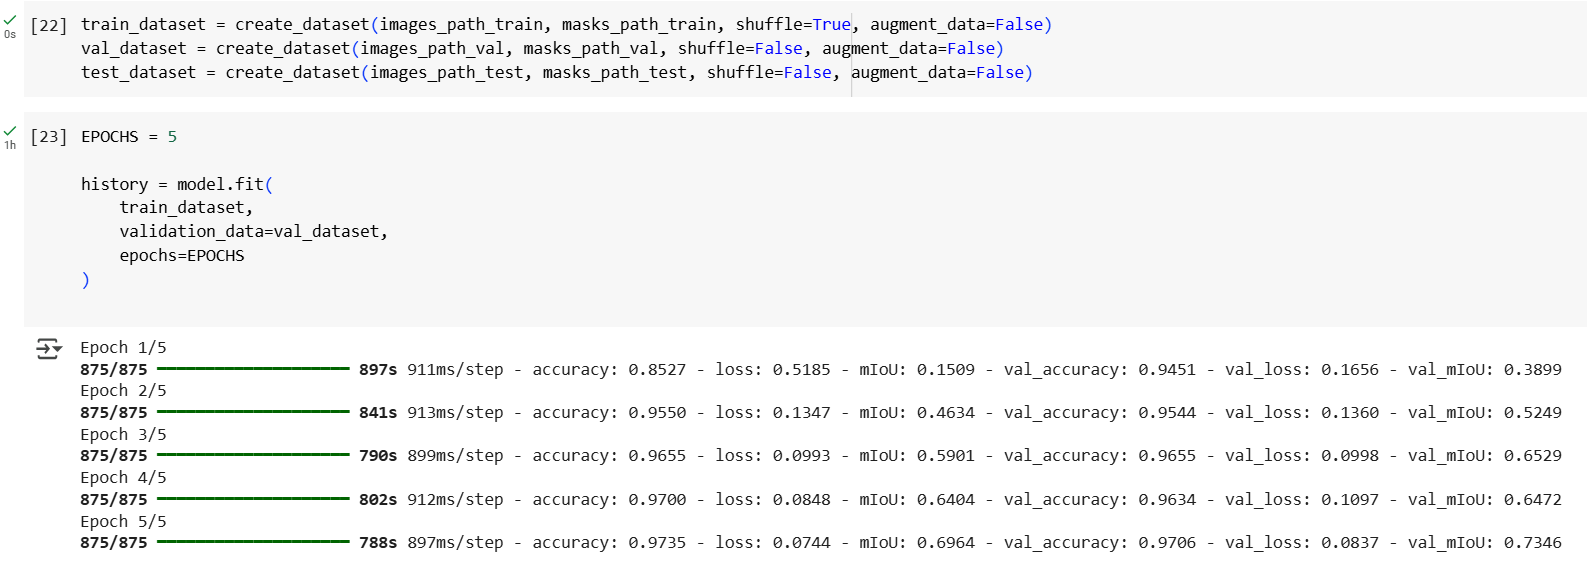 [22] train_dataset = create_dataset(images_path_train, masks_path_train, shuffle=True, augment_data=False)
val_dataset = create_dataset(images_path_val, masks_path_val, shuffle=False, augment_data=False)
test_dataset = create_dataset(images_path_test, masks_path_test, shuffle=False, augment_data=False)
0s
[23] EPOCHS = 5
1h
history = model.fit(
    train_dataset,
    validation_data=val_dataset,
    epochs=EPOCHS
)
Epoch 1/5
875/875 897s 911ms/step - accuracy: 0.8527 - loss: 0.5185 - mIoU: 0.1509 - val_accuracy: 0.9451 - val_loss: 0.1656 - val_mIoU: 0.3899
Epoch 2/5
875/875 841s 913ms/step - accuracy: 0.9550 - loss: 0.1347 - mIoU: 0.4634 - val_accuracy: 0.9544 - val_loss: 0.1360 - val_mIoU: 0.5249
Epoch 3/5
875/875 790s 899ms/step - accuracy: 0.9655 - loss: 0.0993 - mIoU: 0.5901 - val_accuracy: 0.9655 - val_loss: 0.0998 - val_mIoU: 0.6529
Epoch 4/5
875/875 802s 912ms/step - accuracy: 0.9700 - loss: 0.0848 - mIoU: 0.6404 - val_accuracy: 0.9634 - val_loss: 0.1097 - val_mIoU: 0.6472
Epoch 5/5
875/875 788s 897ms/step - accuracy: 0.9735 - loss: 0.0744 - mIoU: 0.6964 - val_accuracy: 0.9706 - val_loss: 0.0837 - val_mIoU: 0.7346